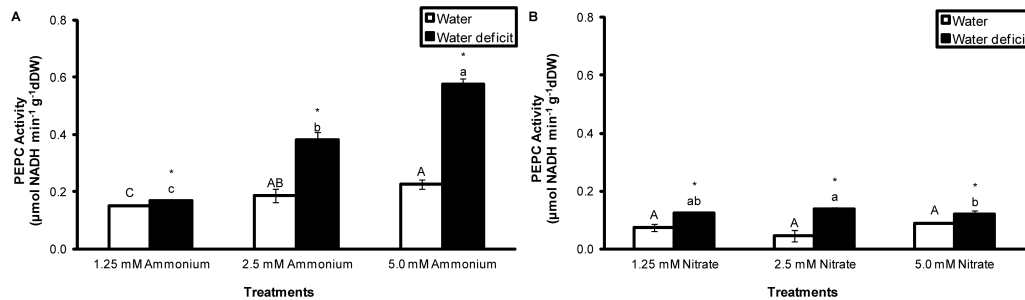 A
PEPC Activity
(µmol NADH min⁻¹ g⁻¹dDW)
0.8
0.6
0.4
0.2
0.0
Water
Water deficit
C
*
c
AB
*
b
A
*
a
1.25 mM Ammonium
2.5 mM Ammonium
5.0 mM Ammonium
Treatments
B
PEPC Activity
(µmol NADH min⁻¹ g⁻¹dDW)
0.8
0.6
0.4
0.2
0.0
Water
Water defici
A
*
ab
A
*
a
A
*
b
1.25 mM Nitrate
2.5 mM Nitrate
5.0 mM Nitrate
Treatments